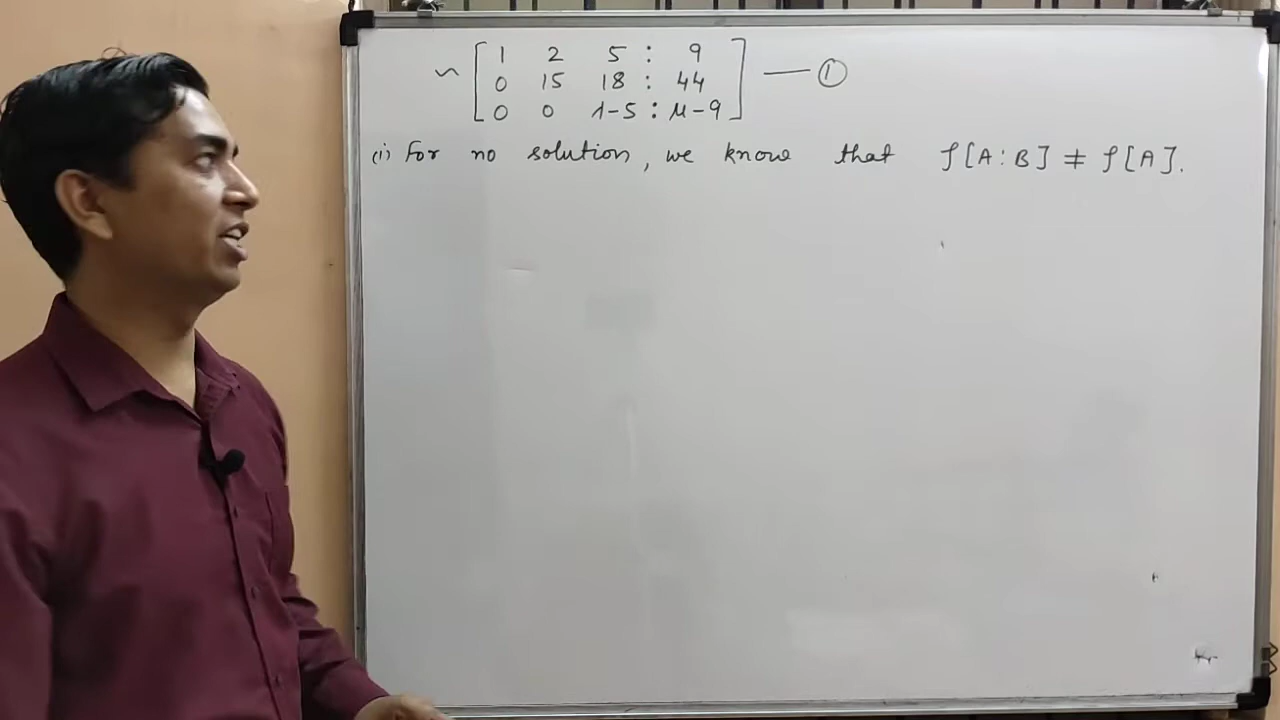 ~ [ 1 2 5 : 9
0 15 18 : 44
0 0 λ-5 : μ-9 ] — ①
(i) For no solution, we know that ρ[A:B] ≠ ρ[A].